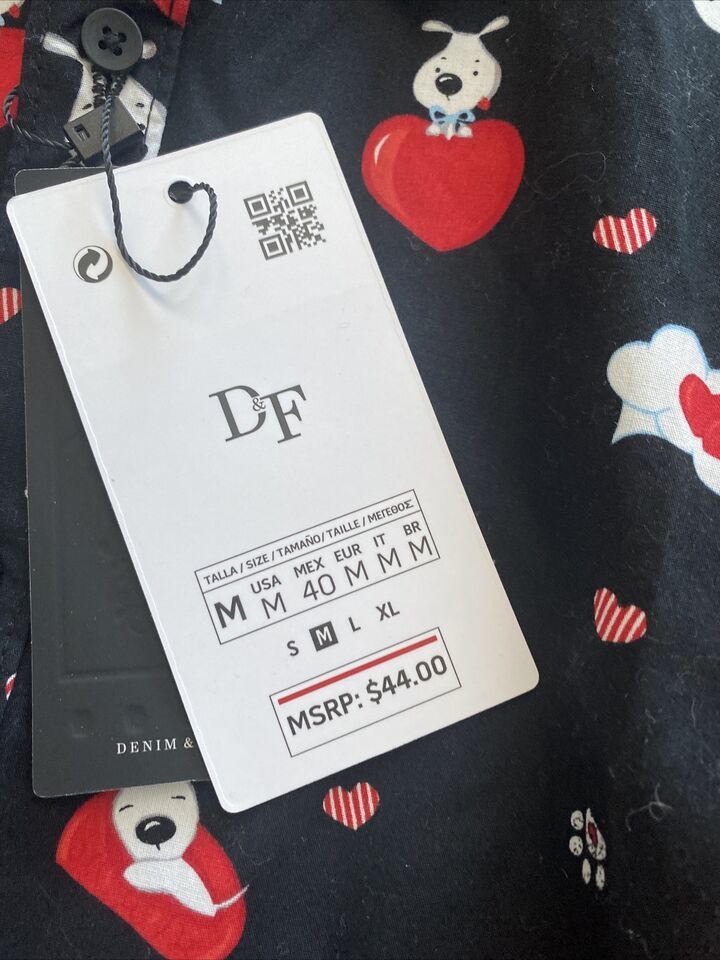 D&F
TALLA / SIZE / TAMAÑO / TAILLE / ΜΕΓΕΘΟΣ
USA MEX EUR IT BR
M M 40 M M M
S M L XL
MSRP: $44.00
DENIM &